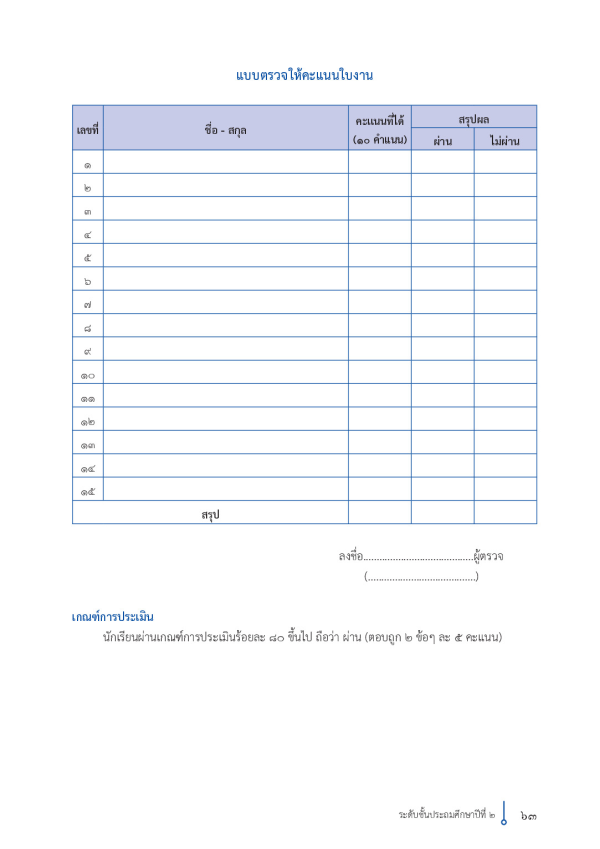 แบบตรวจให้คะแนนใบงาน
เลขที่ ชื่อ - สกุล คะแนนที่ได้ (๑๐ คำแนน) สรุปผล
ผ่าน ไม่ผ่าน
๑
๒
๓
๔
๕
๖
๗
๘
๙
๑๐
๑๑
๑๒
๑๓
๑๔
๑๕
สรุป
ลงชื่อ.........................................ผู้ตรวจ
(........................................)
เกณฑ์การประเมิน
นักเรียนผ่านเกณฑ์การประเมินร้อยละ ๘๐ ขึ้นไป ถือว่า ผ่าน (ตอบถูก ๒ ข้อๆ ละ ๕ คะแนน)
ระดับชั้นประถมศึกษาปีที่ ๒ ๖๓